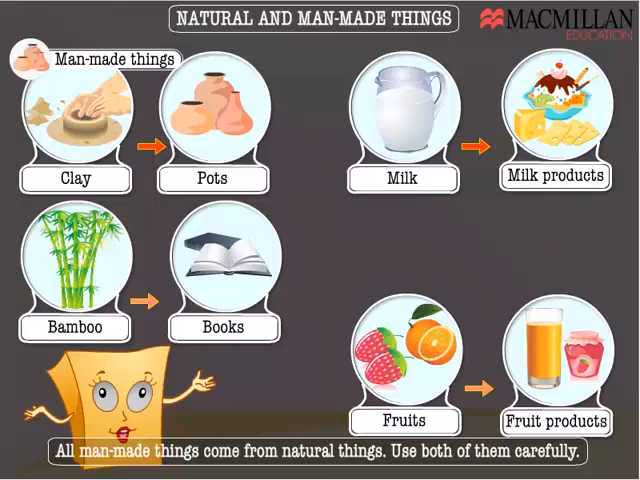 NATURAL AND MAN-MADE THINGS
MACMILLAN
EDUCATION
Man-made things
Clay
Pots
Milk
Milk products
Bamboo
Books
Fruits
Fruit products
All man-made things come from natural things. Use both of them carefully.